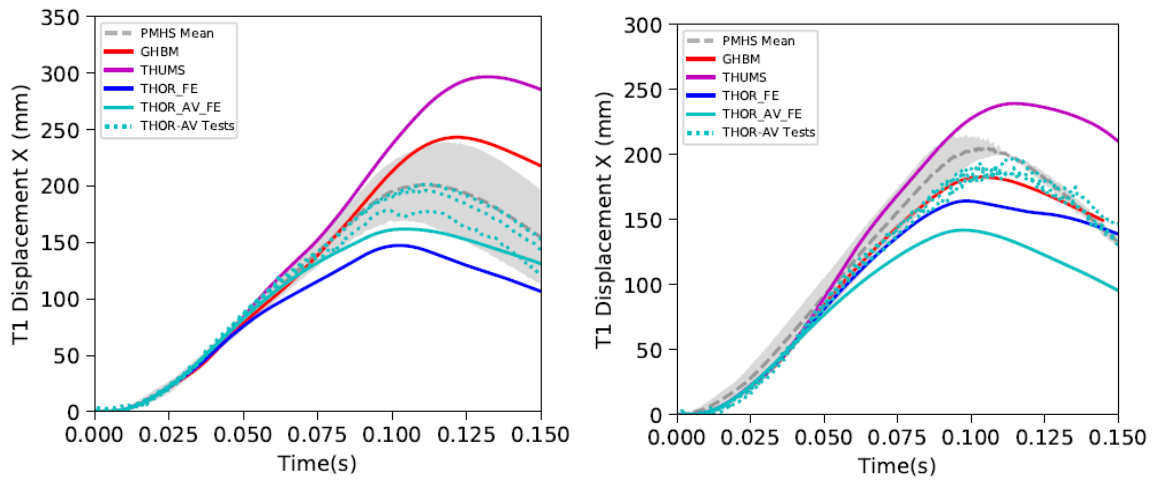 T1 Displacement X (mm)
350
300
250
200
150
100
50
0
PMHS Mean
GHBM
THUMS
THOR_FE
THOR_AV_FE
THOR-AV Tests
0.000 0.025 0.050 0.075 0.100 0.125 0.150
Time(s)
T1 Displacement X (mm)
300
250
200
150
100
50
0
PMHS Mean
GHBM
THUMS
THOR_FE
THOR_AV_FE
THOR-AV Tests
0.000 0.025 0.050 0.075 0.100 0.125 0.150
Time(s)